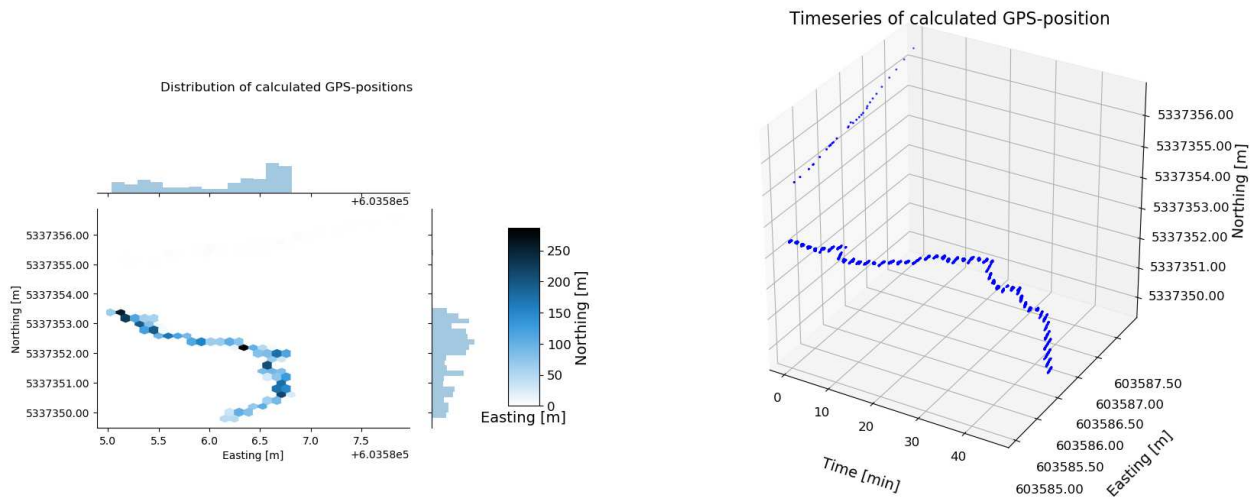 Timeseries of calculated GPS-position
Distribution of calculated GPS-positions
+6.0358e5
5337356.00
5337355.00
5337354.00
5337353.00
5337352.00
5337351.00
5337350.00
Northing [m]
5.0 5.5 6.0 6.5 7.0 7.5
Easting [m]
+6.0358e5
250
200
150
100
50
0
Northing [m]
Easting [m]
5337356.00
5337355.00
5337354.00
5337353.00
5337352.00
5337351.00
5337350.00
Northing [m]
0 10 20 30 40
Time [min]
603587.50
603587.00
603586.50
603586.00
603585.50
603585.00
Easting [m]